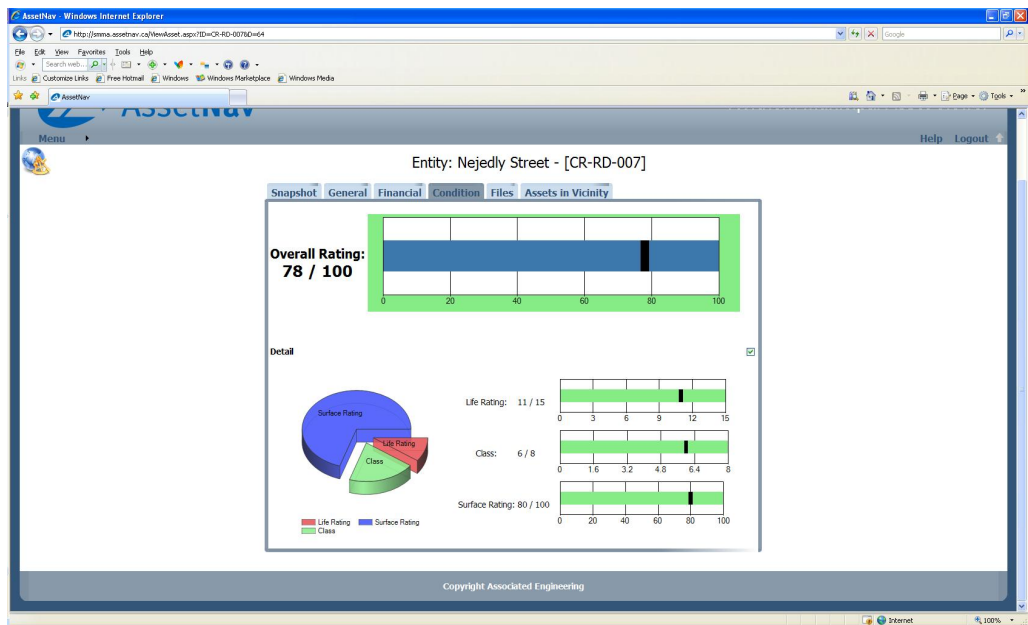 AssetNav - Windows Internet Explorer
http://smma.assetnav.ca/ViewAsset.aspx?ID=CR-RD-007&D=64
Google
File Edit View Favorites Tools Help
Search web...
Links Customize Links Free Hotmail Windows Windows Marketplace Windows Media
AssetNav
Page Tools
AssetNav
Menu
Help Logout
Entity: Nejedly Street - [CR-RD-007]
Snapshot General Financial Condition Files Assets in Vicinity
Overall Rating:
78 / 100
0 20 40 60 80 100
Detail
Surface Rating
Life Rating
Class
Life Rating Surface Rating
Class
Life Rating: 11 / 15
0 3 6 9 12 15
Class: 6 / 8
0 1.6 3.2 4.8 6.4 8
Surface Rating: 80 / 100
0 20 40 60 80 100
Copyright Associated Engineering
Internet
100%